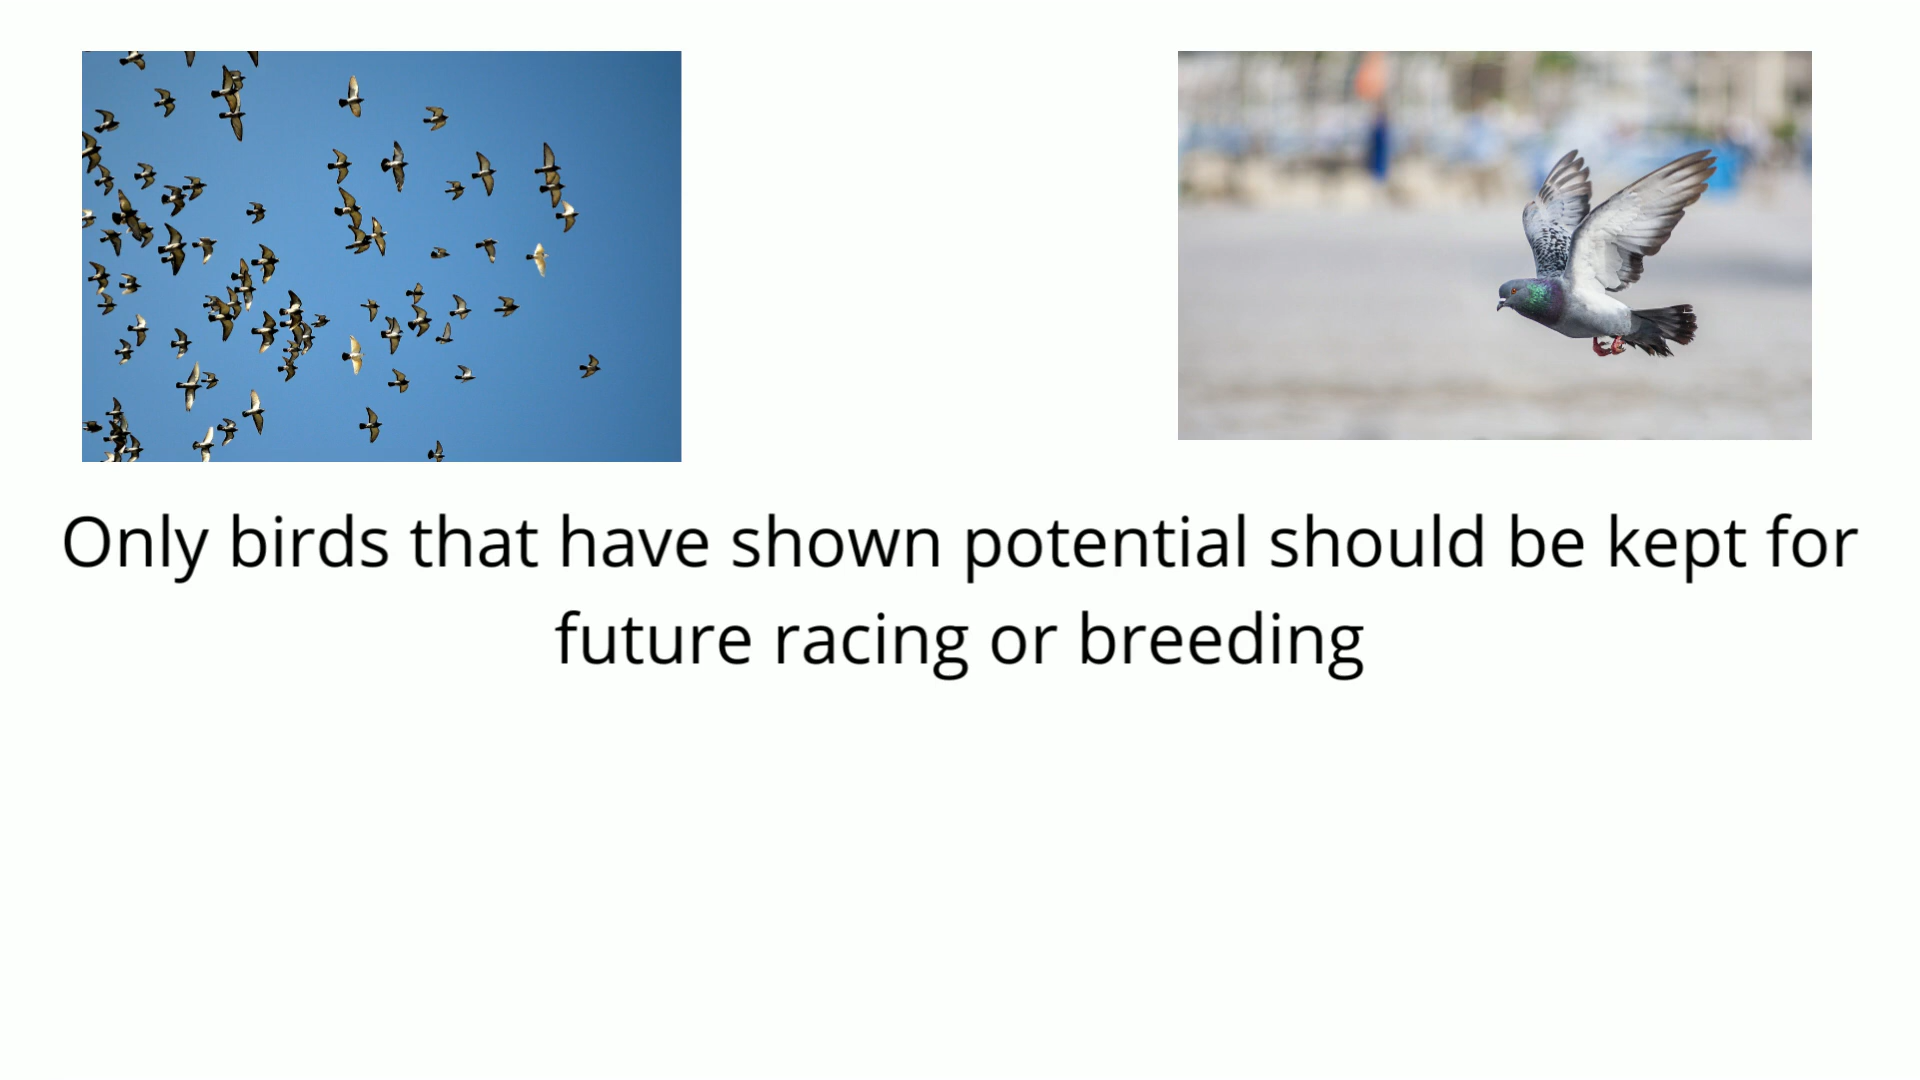 Only birds that have shown potential should be kept for
future racing or breeding